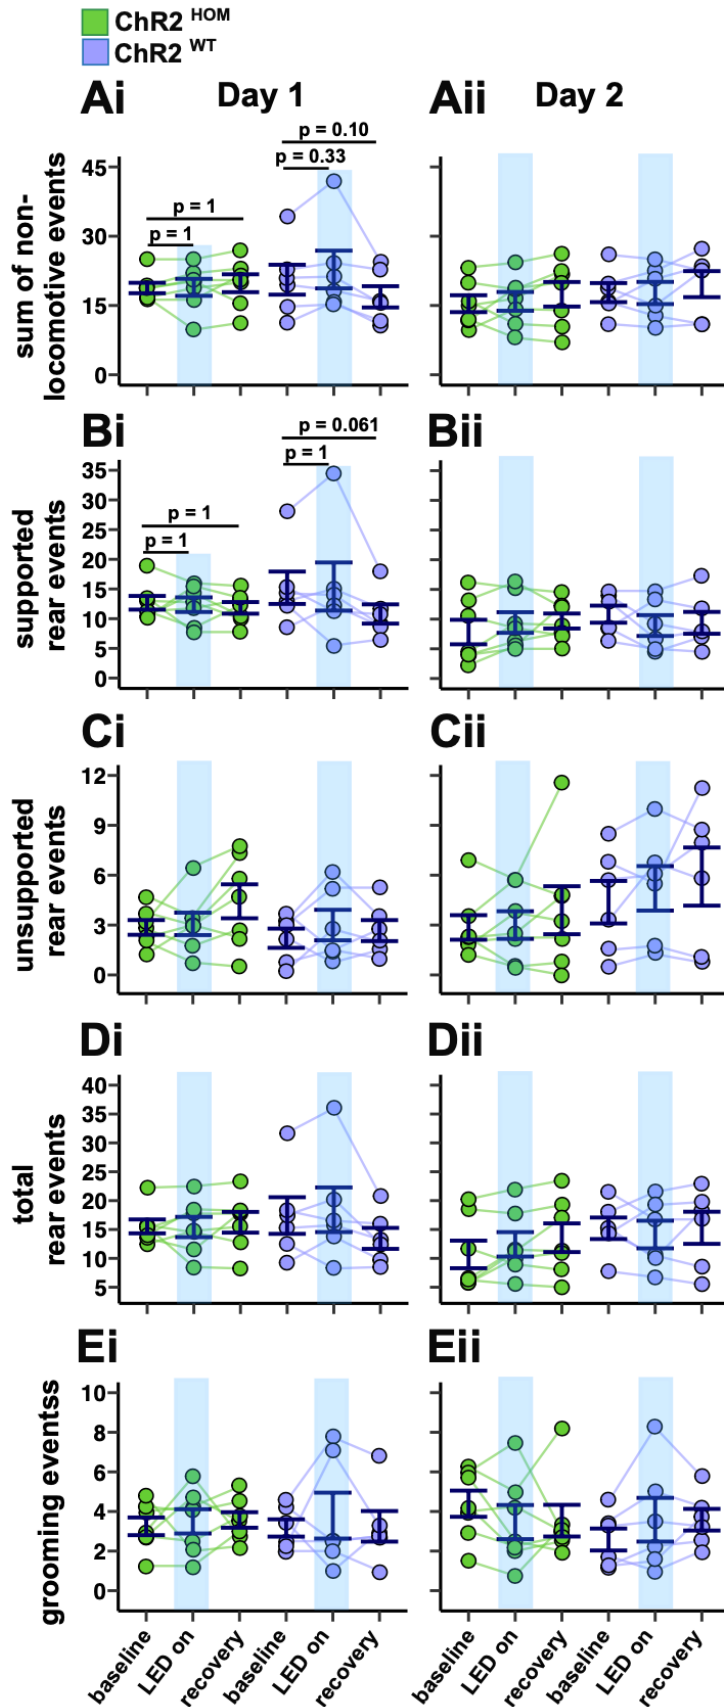 ChR2 HOM
ChR2 WT
Ai Day 1 Aii Day 2
sum of non-
locomotive events
45
30
15
0
p = 1
p = 1
p = 0.10
p = 0.33
Bi Bii
supported
rear events
35
30
25
20
15
10
5
0
p = 1
p = 1
p = 0.061
p = 1
Ci Cii
unsupported
rear events
12
9
6
3
0
Di Dii
total
rear events
40
35
30
25
20
15
10
5
Ei Eii
grooming eventss
10
8
6
4
2
0
baseline
LED on
recovery
baseline
LED on
recovery
baseline
LED on
recovery
baseline
LED on
recovery